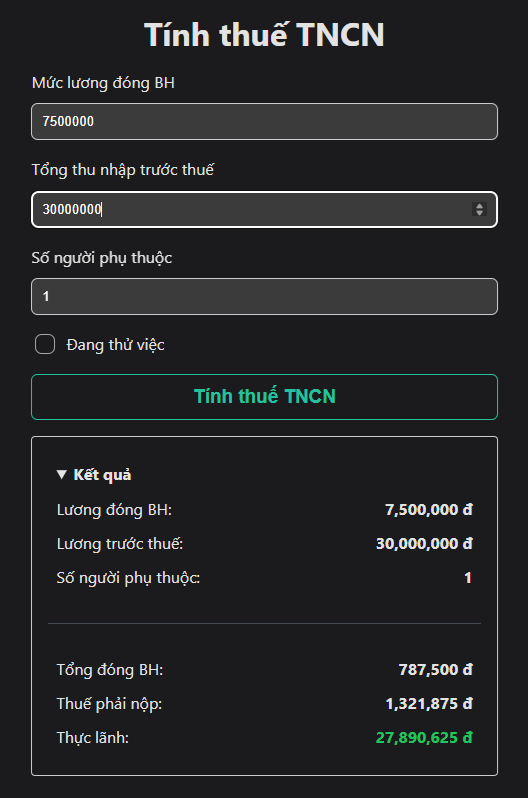 Tính thuế TNCN
Mức lương đóng BH
7500000
Tổng thu nhập trước thuế
30000000
Số người phụ thuộc
1
Đang thử việc
Tính thuế TNCN
▼ Kết quả
Lương đóng BH: 7,500,000 đ
Lương trước thuế: 30,000,000 đ
Số người phụ thuộc: 1
Tổng đóng BH: 787,500 đ
Thuế phải nộp: 1,321,875 đ
Thực lãnh: 27,890,625 đ